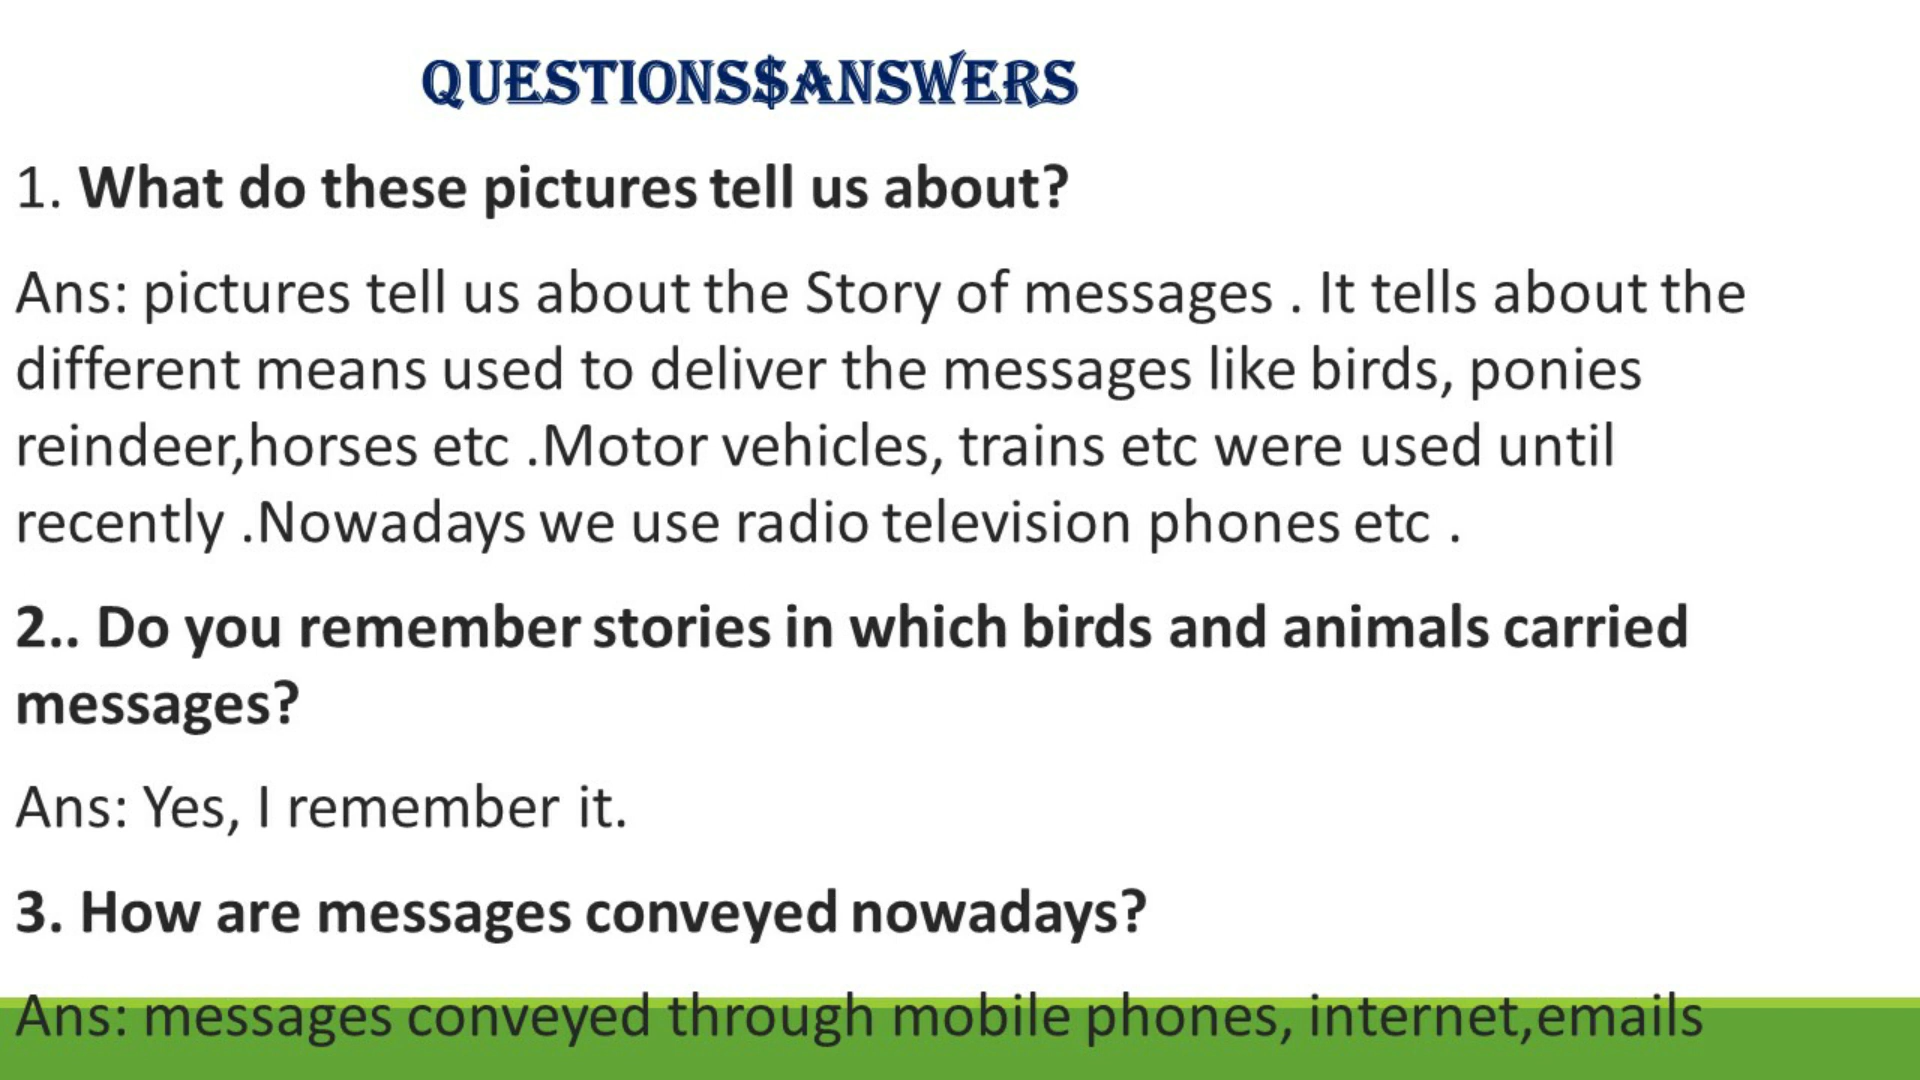 QUESTIONS$ANSWERS
1. What do these pictures tell us about?
Ans: pictures tell us about the Story of messages . It tells about the
different means used to deliver the messages like birds, ponies
reindeer,horses etc .Motor vehicles, trains etc were used until
recently .Nowadays we use radio television phones etc .
2.. Do you remember stories in which birds and animals carried
messages?
Ans: Yes, I remember it.
3. How are messages conveyed nowadays?
Ans: messages conveyed through mobile phones, internet,emails